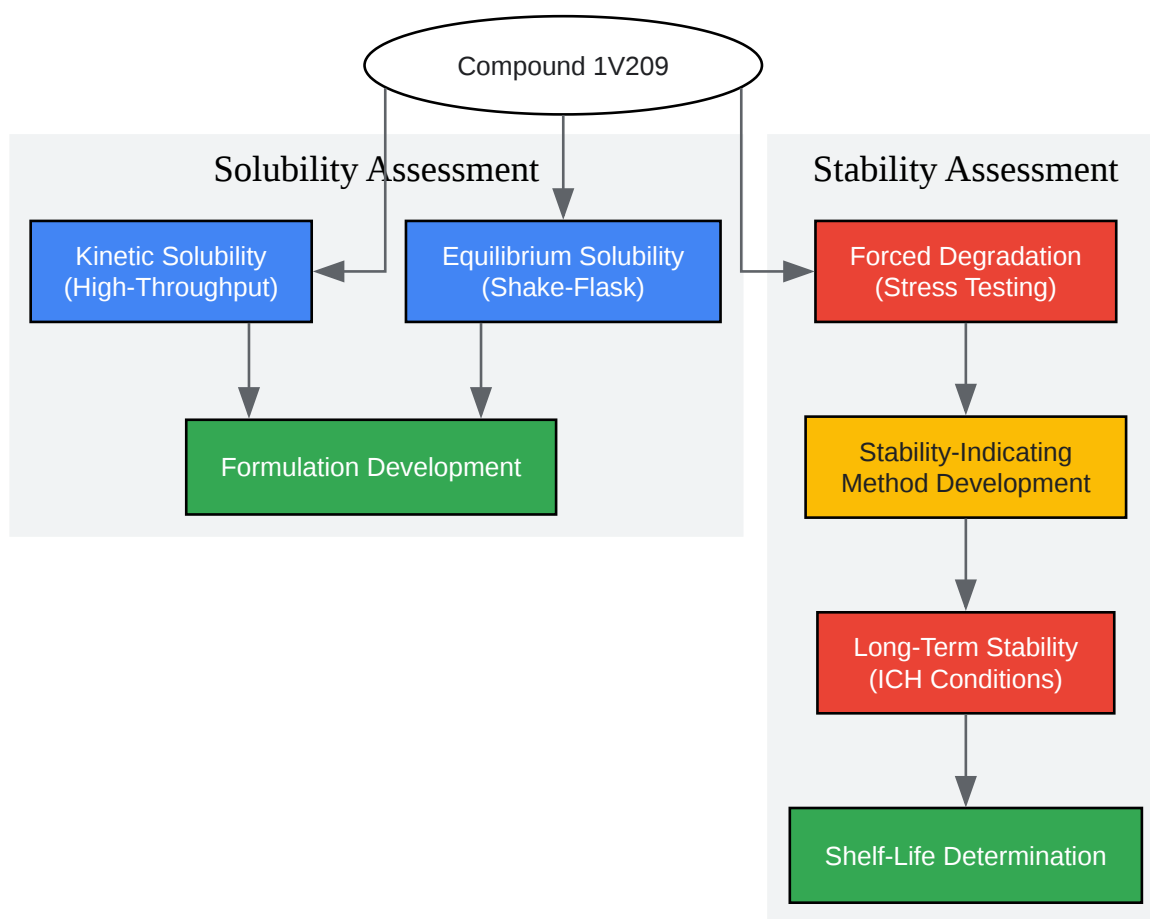 Compound 1V209
Solubility Assessment
Kinetic Solubility
(High-Throughput)
Equilibrium Solubility
(Shake-Flask)
Formulation Development
Stability Assessment
Forced Degradation
(Stress Testing)
Stability-Indicating
Method Development
Long-Term Stability
(ICH Conditions)
Shelf-Life Determination